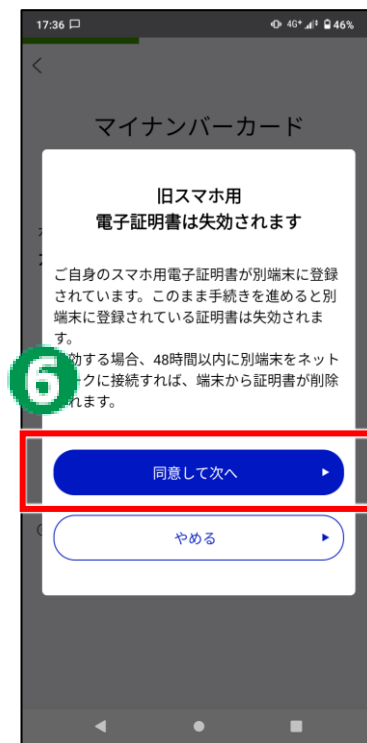 17:36 4G+ 46%
マイナンバーカード
旧スマホ用
電子証明書は失効されます
ご自身のスマホ用電子証明書が別端末に登録
されています。このまま手続きを進めると別
端末に登録されている証明書は失効されま
す。
効する場合、48時間以内に別端末をネット
ークに接続すれば、端末から証明書が削除
れます。
6
同意して次へ
やめる